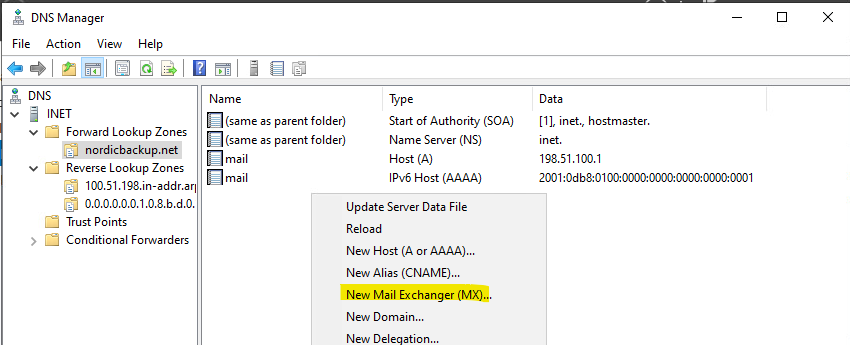 DNS Manager
File Action View Help
Name Type Data
DNS
INET
Forward Lookup Zones
nordicbackup.net
Reverse Lookup Zones
100.51.198.in-addr.arp
0.0.0.0.0.0.1.0.8.b.d.0.
Trust Points
Conditional Forwarders
(same as parent folder) Start of Authority (SOA) [1], inet., hostmaster.
(same as parent folder) Name Server (NS) inet.
mail Host (A) 198.51.100.1
mail IPv6 Host (AAAA) 2001:0db8:0100:0000:0000:0000:0000:0001
Update Server Data File
Reload
New Host (A or AAAA)...
New Alias (CNAME)...
New Mail Exchanger (MX)...
New Domain...
New Delegation...